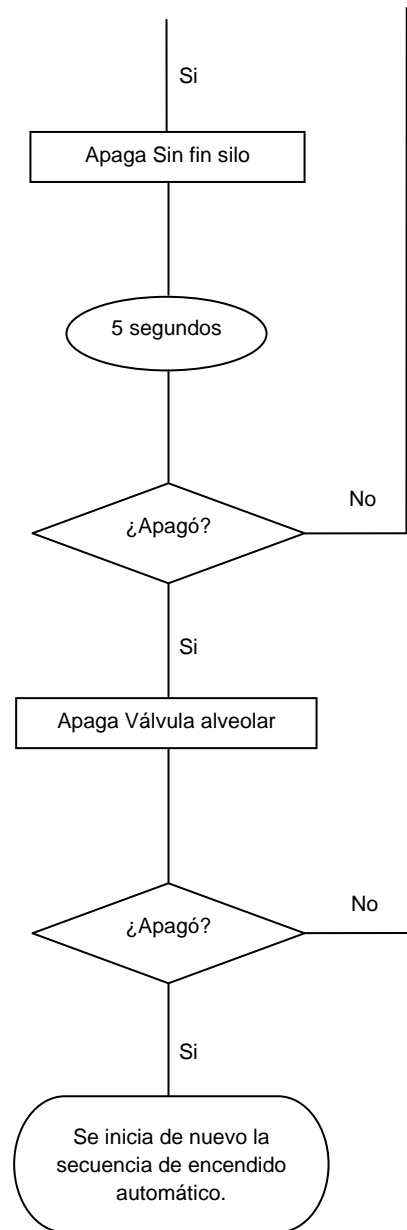 Si
Apaga Sin fin silo
5 segundos
¿Apagó?
No
Si
Apaga Válvula alveolar
¿Apagó?
No
Si
Se inicia de nuevo la
secuencia de encendido
automático.